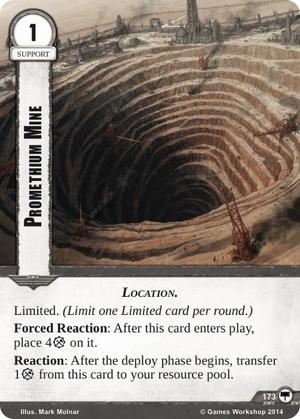 1
SUPPORT
PROMETHIUM MINE
LOCATION.
Limited. (Limit one Limited card per round.)
Forced Reaction: After this card enters play,
place 4 on it.
Reaction: After the deploy phase begins, transfer
1 from this card to your resource pool.
173
Illus. Mark Molnar
© Games Workshop 2014